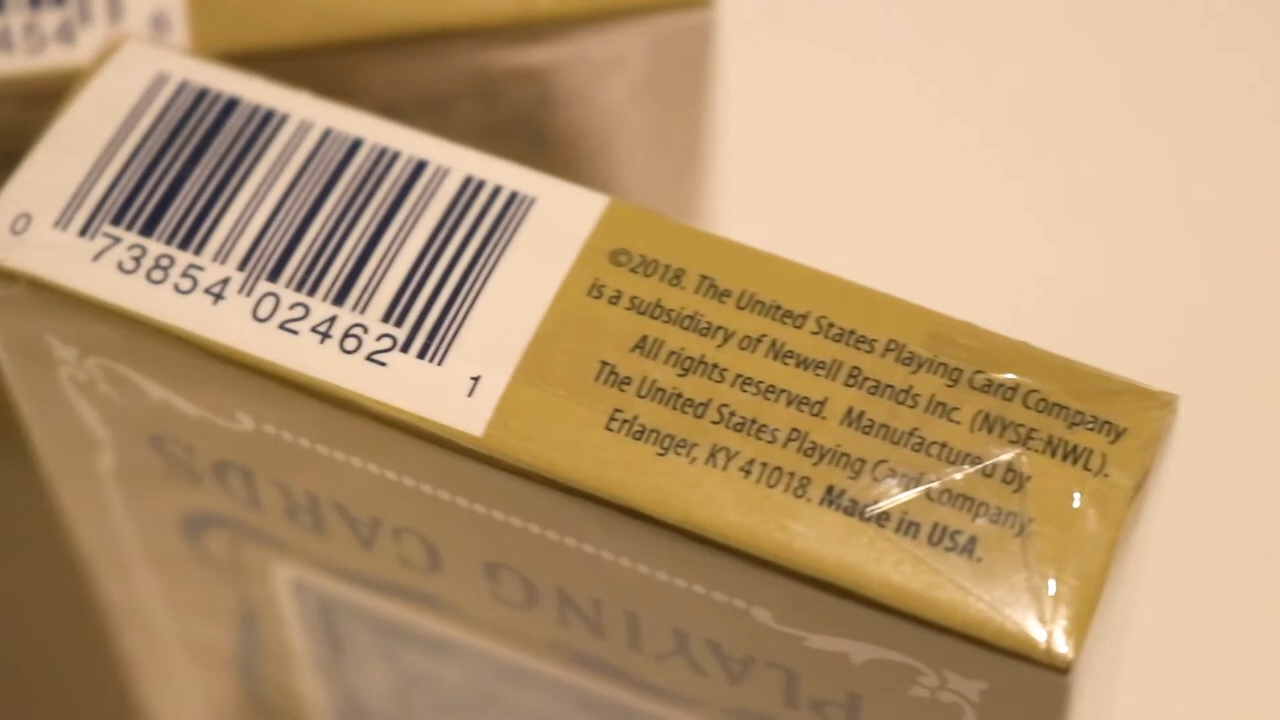 454
6
0 73854 02462 1
©2018. The United States Playing Card Company
is a subsidiary of Newell Brands Inc. (NYSE:NWL).
All rights reserved. Manufactured by
The United States Playing Card Company,
Erlanger, KY 41018. Made in USA.
PLAYING CARDS